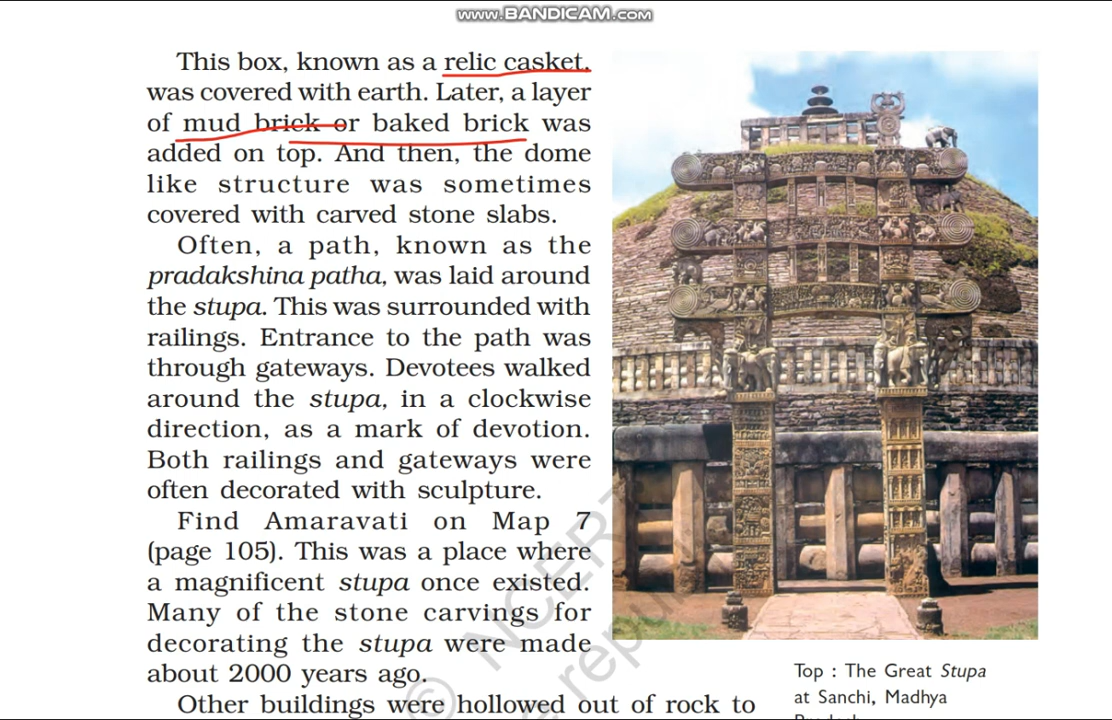 www.BANDICAM.com
This box, known as a relic casket,
was covered with earth. Later, a layer
of mud brick or baked brick was
added on top. And then, the dome
like structure was sometimes
covered with carved stone slabs.
Often, a path, known as the
pradakshina patha, was laid around
the stupa. This was surrounded with
railings. Entrance to the path was
through gateways. Devotees walked
around the stupa, in a clockwise
direction, as a mark of devotion.
Both railings and gateways were
often decorated with sculpture.
Find Amaravati on Map 7
(page 105). This was a place where
a magnificent stupa once existed.
Many of the stone carvings for
decorating the stupa were made
about 2000 years ago.
Other buildings were hollowed out of rock to
Top : The Great Stupa
at Sanchi, Madhya
Pradesh
© NCERT